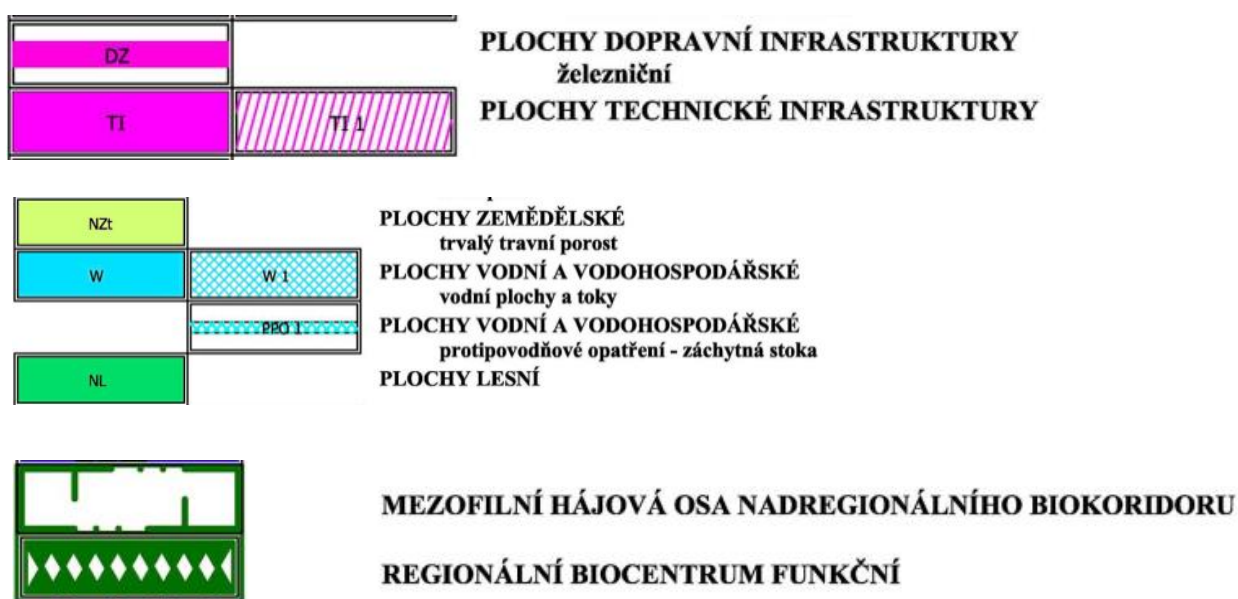 DZ
PLOCHY DOPRAVNÍ INFRASTRUKTURY
železniční
TI
TI 1
PLOCHY TECHNICKÉ INFRASTRUKTURY
NZt
PLOCHY ZEMĚDĚLSKÉ
trvalý travní porost
W
W 1
PLOCHY VODNÍ A VODOHOSPODÁŘSKÉ
vodní plochy a toky
PPO 1
PLOCHY VODNÍ A VODOHOSPODÁŘSKÉ
protipovodňové opatření - záchytná stoka
NL
PLOCHY LESNÍ
MEZOFILNÍ HÁJOVÁ OSA NADREGIONÁLNÍHO BIOKORIDORU
REGIONÁLNÍ BIOCENTRUM FUNKČNÍ